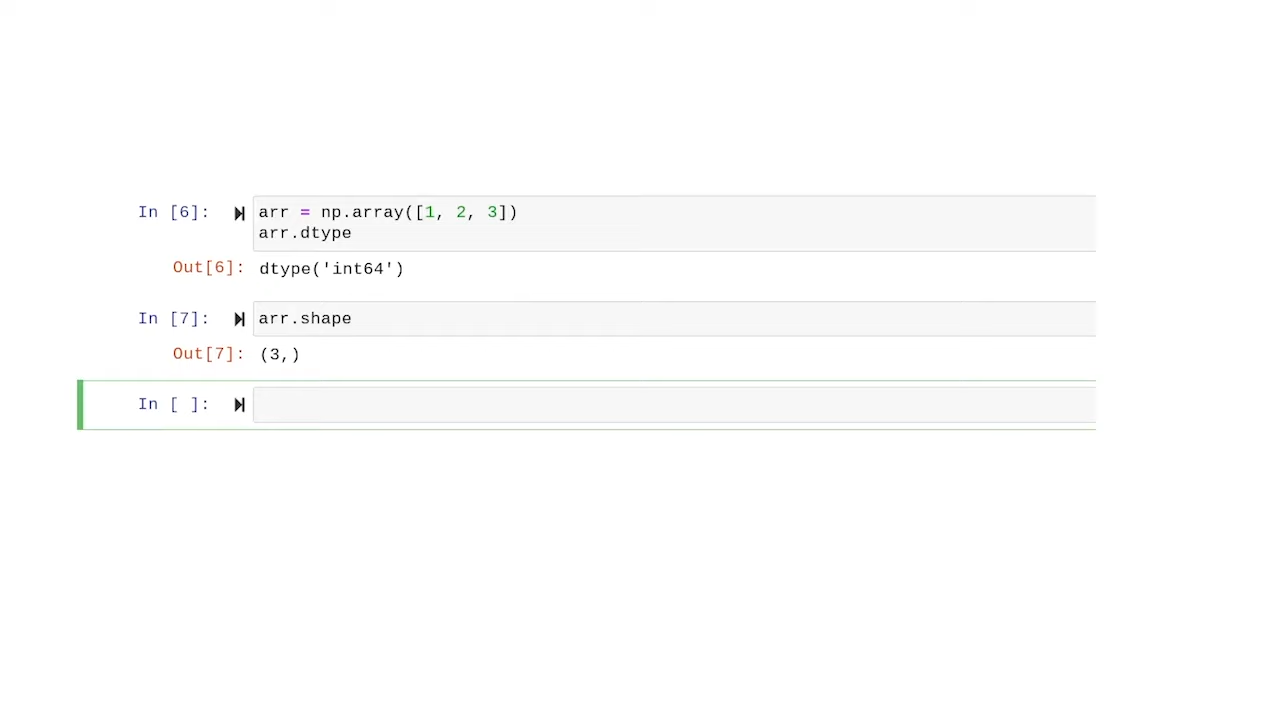 In [6]: arr = np.array([1, 2, 3])
arr.dtype
Out[6]: dtype('int64')
In [7]: arr.shape
Out[7]: (3,)
In [ ]: